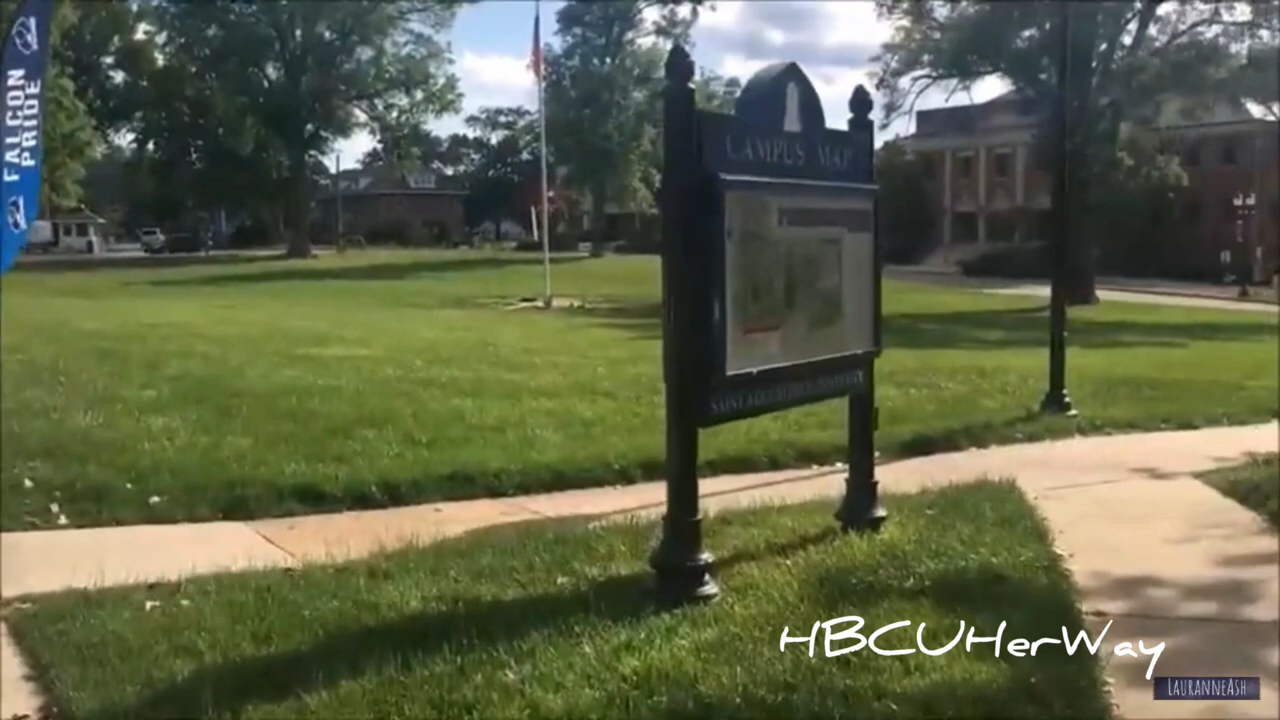 FALCON
PRIDE
CAMPUS MAP
SAINT AUGUSTINE'S UNIVERSITY
HBCUHerWay
LAURANNEASH